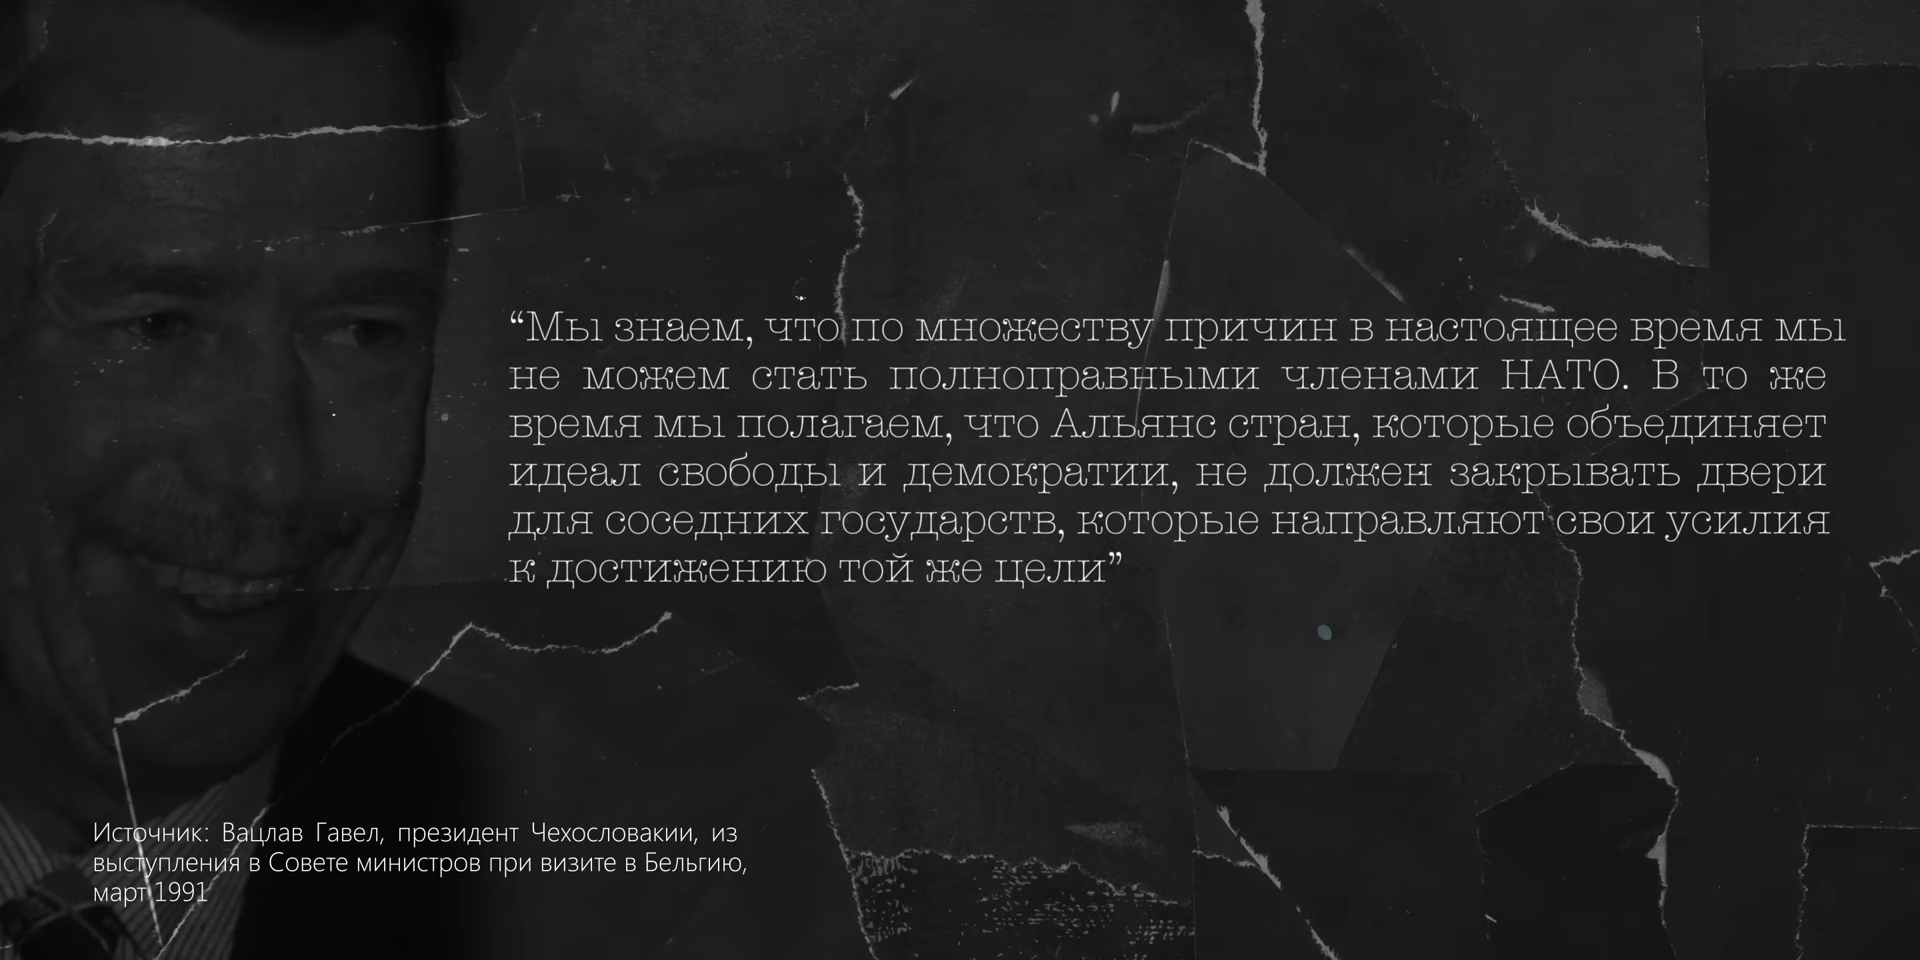 “Мы знаем, что по множеству причин в настоящее время мы
не можем стать полноправными членами НАТО. В то же
время мы полагаем, что Альянс стран, которые объединяет
идеал свободы и демократии, не должен закрывать двери
для соседних государств, которые направляют свои усилия
к достижению той же цели”
Источник: Вацлав Гавел, президент Чехословакии, из
выступления в Совете министров при визите в Бельгию,
март 1991